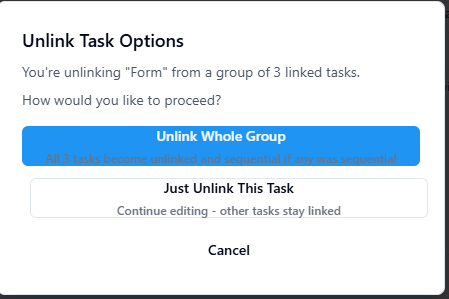 Unlink Task Options
You're unlinking "Form" from a group of 3 linked tasks.
How would you like to proceed?
Unlink Whole Group
All 3 tasks become unlinked and sequential if any was sequential
Just Unlink This Task
Continue editing - other tasks stay linked
Cancel